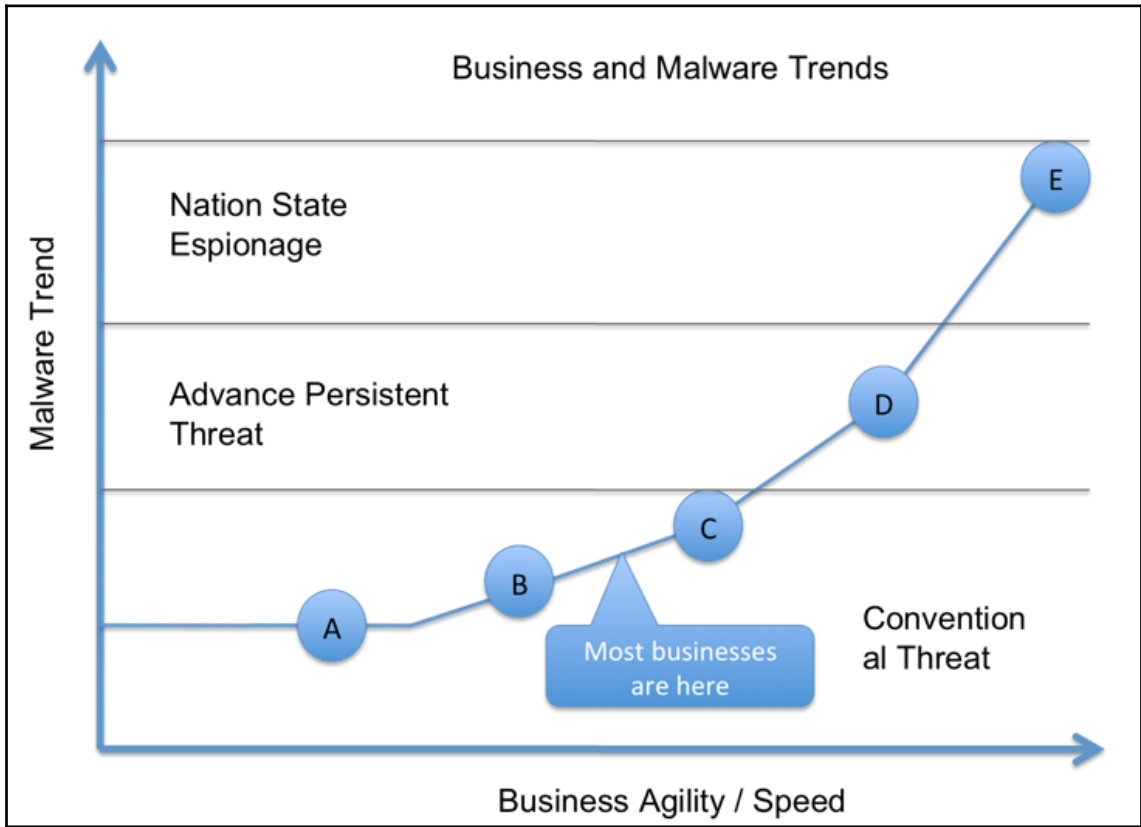 Business and Malware Trends
Malware Trend
Nation State
Espionage
E
Advance Persistent
Threat
D
C
B
A
Most businesses
are here
Convention
al Threat
Business Agility / Speed